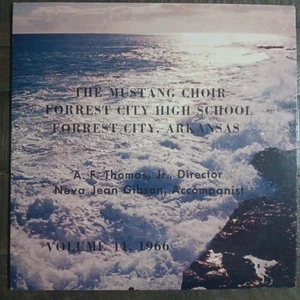 THE MUSTANG CHOIR
FORREST CITY HIGH SCHOOL
FORREST CITY, ARKANSAS
A. F. Thomas, Jr., Director
Neva Jean Gibson, Accompanist
VOLUME 11, 1966